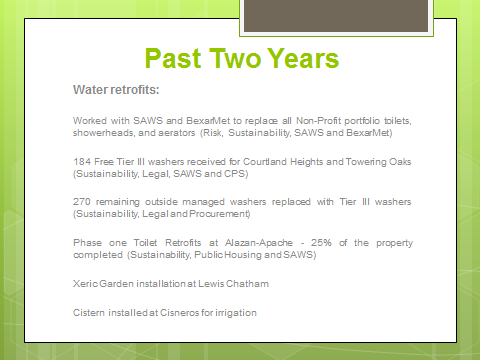 Past Two Years
Water retrofits:
Worked with SAWS and BexarMet to replace all Non-Profit portfolio toilets,
showerheads, and aerators (Risk, Sustainability, SAWS and BexarMet)
184 Free Tier III washers received for Courtland Heights and Towering Oaks
(Sustainability, Legal, SAWS and CPS)
270 remaining outside managed washers replaced with Tier III washers
(Sustainability, Legal and Procurement)
Phase one Toilet Retrofits at Alazan-Apache - 25% of the property
completed (Sustainability, Public Housing and SAWS)
Xeric Garden installation at Lewis Chatham
Cistern installed at Cisneros for irrigation